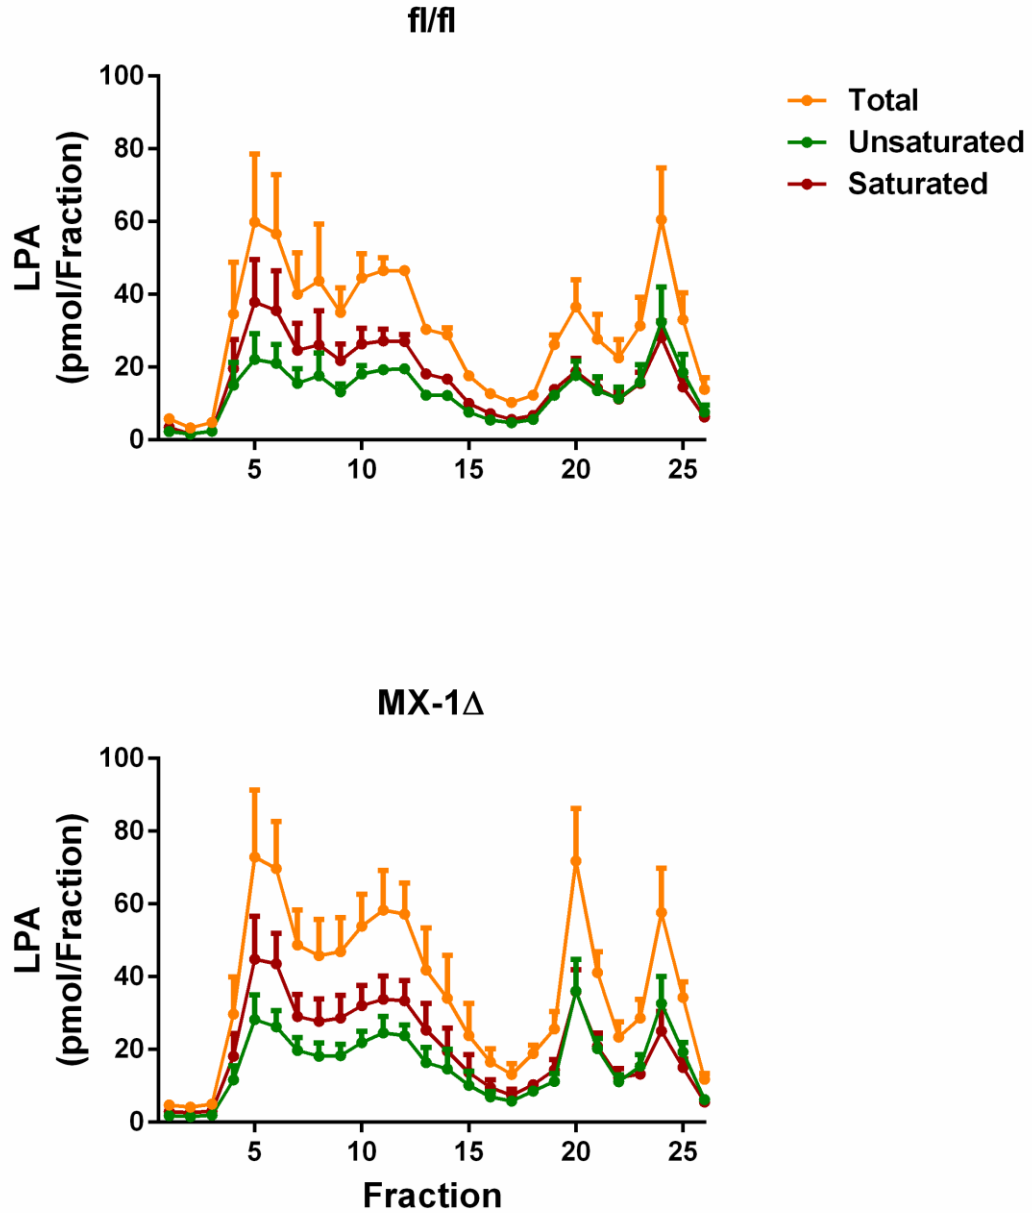 fl/fl
100
80
60
40
20
0
LPA
(pmol/Fraction)
5 10 15 20 25
Total
Unsaturated
Saturated
MX-1Δ
100
80
60
40
20
0
LPA
(pmol/Fraction)
5 10 15 20 25
Fraction